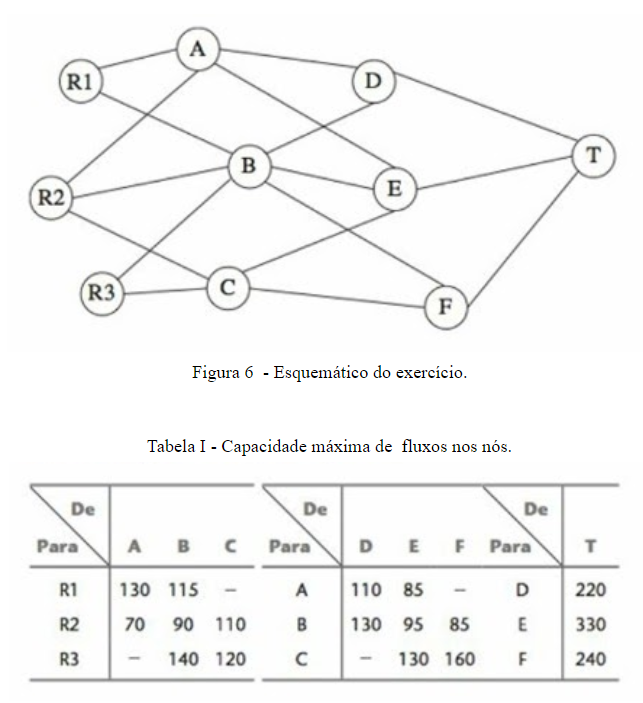 A
R1
D
B
T
R2
E
R3
C
F
Figura 6 - Esquemático do exercício.
Tabela I - Capacidade máxima de fluxos nos nós.
De De De
Para A B C Para D E F Para T
R1 130 115 – A 110 85 – D 220
R2 70 90 110 B 130 95 85 E 330
R3 – 140 120 C – 130 160 F 240